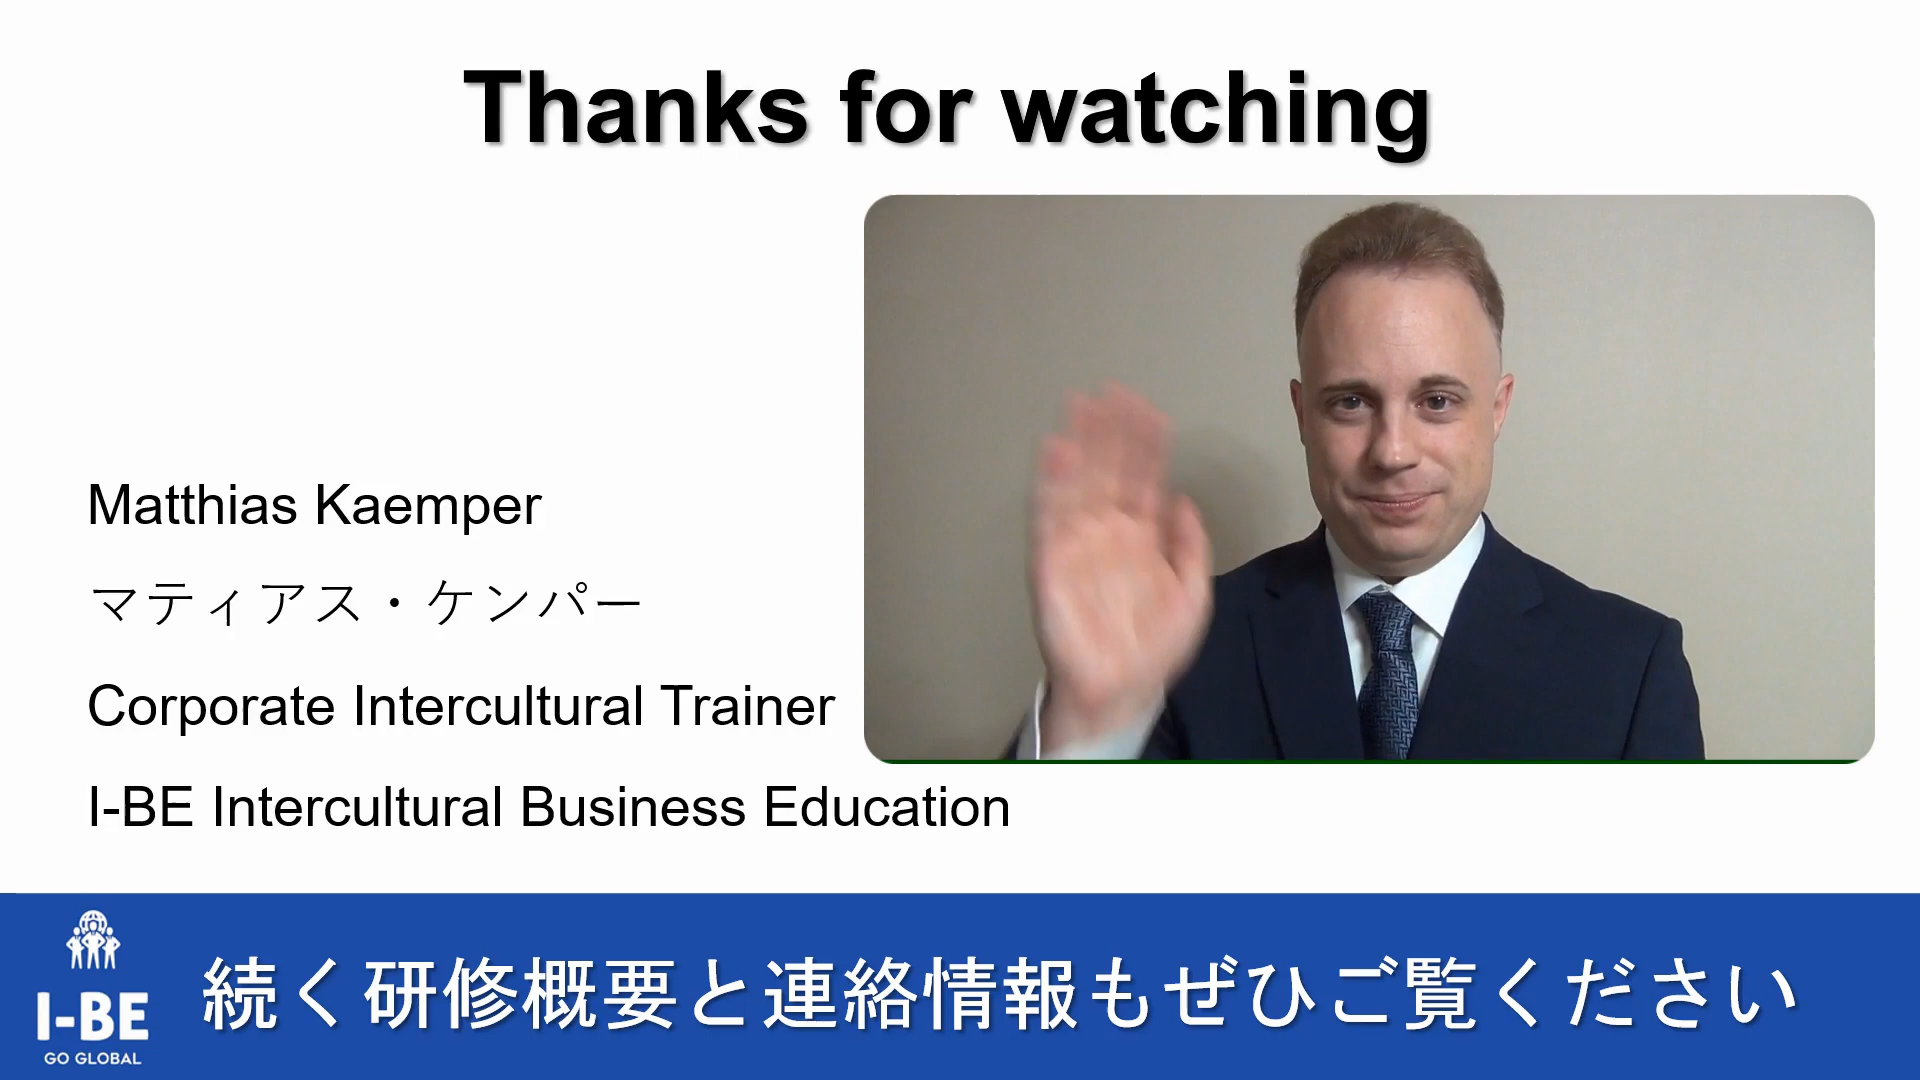 Thanks for watching
Matthias Kaemper
マティアス・ケンパー
Corporate Intercultural Trainer
I-BE Intercultural Business Education
I-BE
GO GLOBAL
続く研修概要と連絡情報もぜひご覧ください